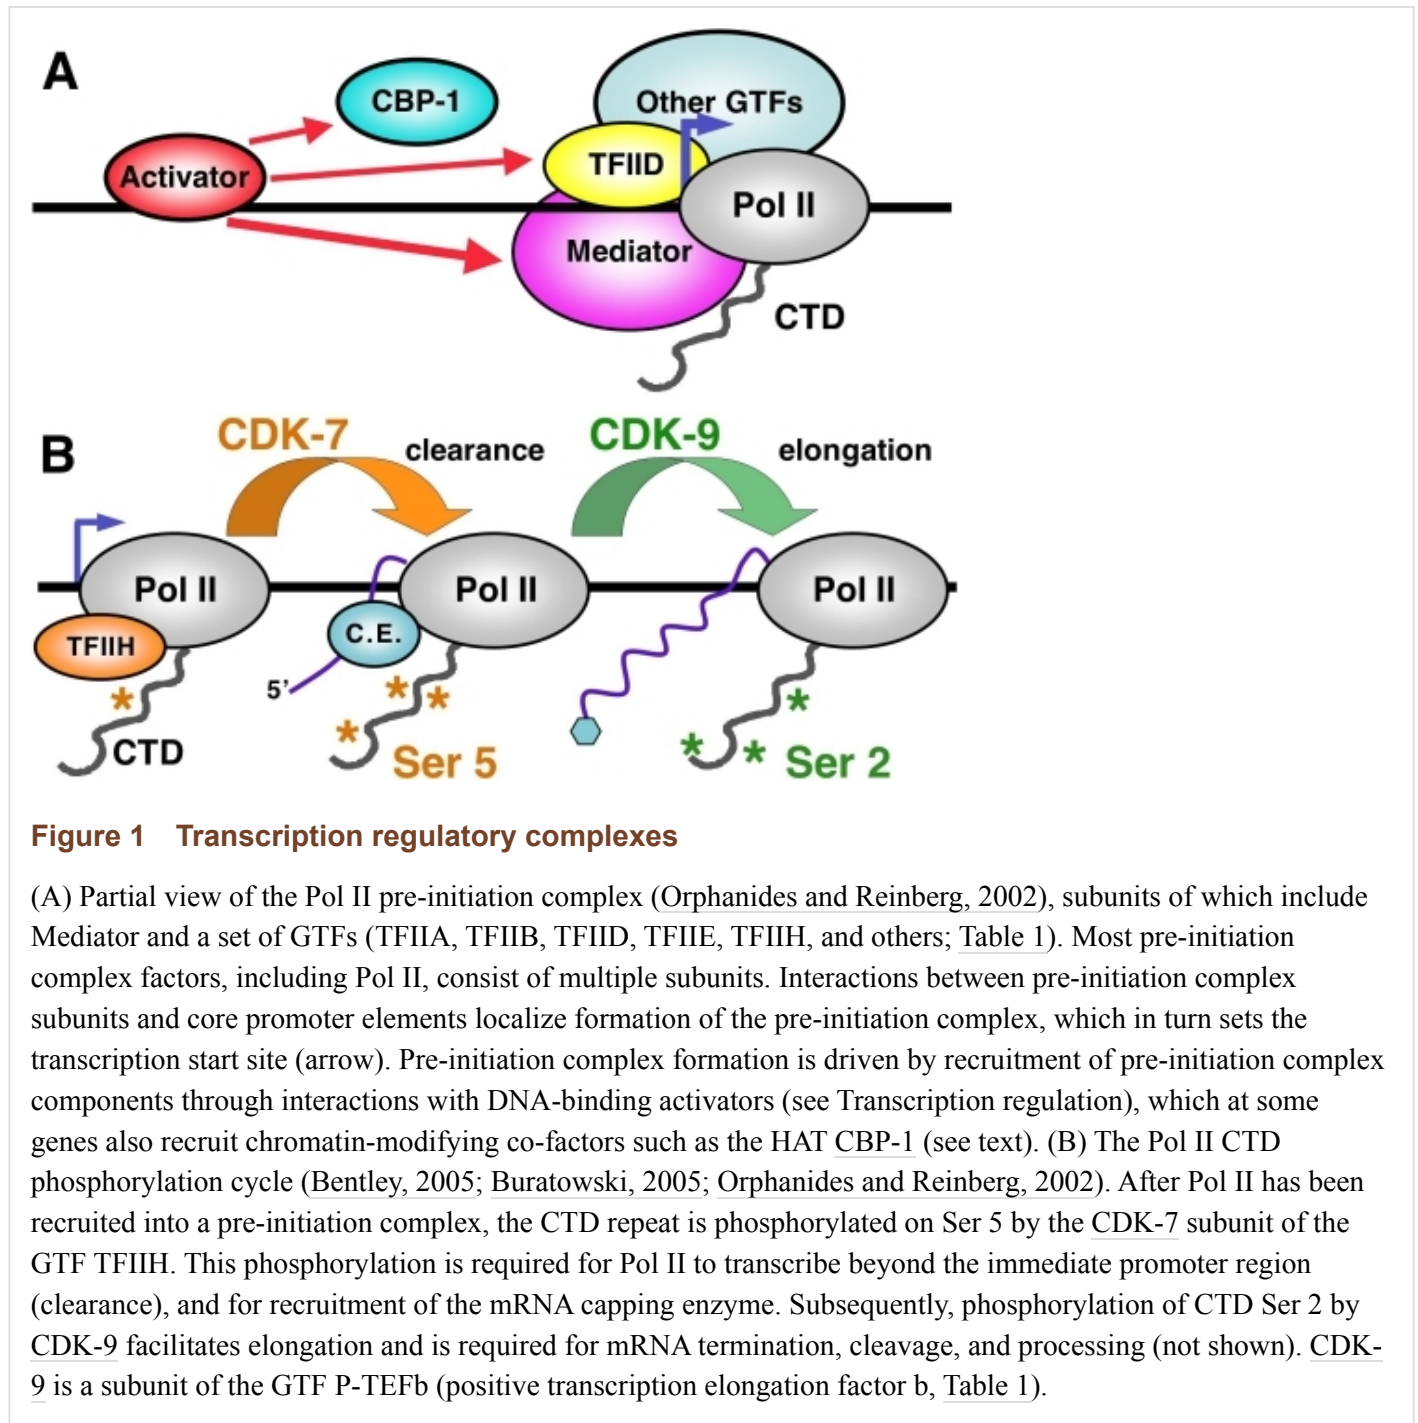 A
CBP-1
Other GTFs
Activator
TFIID
Pol II
Mediator
CTD
B
CDK-7
clearance
CDK-9
elongation
Pol II
Pol II
Pol II
TFIIH
C.E.
5’
*
*
*
*
*
*
*
CTD
Ser 5
Ser 2
Figure 1 Transcription regulatory complexes
(A) Partial view of the Pol II pre-initiation complex (Orphanides and Reinberg, 2002), subunits of which include
Mediator and a set of GTFs (TFIIA, TFIIB, TFIID, TFIIE, TFIIH, and others; Table 1). Most pre-initiation
complex factors, including Pol II, consist of multiple subunits. Interactions between pre-initiation complex
subunits and core promoter elements localize formation of the pre-initiation complex, which in turn sets the
transcription start site (arrow). Pre-initiation complex formation is driven by recruitment of pre-initiation complex
components through interactions with DNA-binding activators (see Transcription regulation), which at some
genes also recruit chromatin-modifying co-factors such as the HAT CBP-1 (see text). (B) The Pol II CTD
phosphorylation cycle (Bentley, 2005; Buratowski, 2005; Orphanides and Reinberg, 2002). After Pol II has been
recruited into a pre-initiation complex, the CTD repeat is phosphorylated on Ser 5 by the CDK-7 subunit of the
GTF TFIIH. This phosphorylation is required for Pol II to transcribe beyond the immediate promoter region
(clearance), and for recruitment of the mRNA capping enzyme. Subsequently, phosphorylation of CTD Ser 2 by
CDK-9 facilitates elongation and is required for mRNA termination, cleavage, and processing (not shown). CDK-
9 is a subunit of the GTF P-TEFb (positive transcription elongation factor b, Table 1).